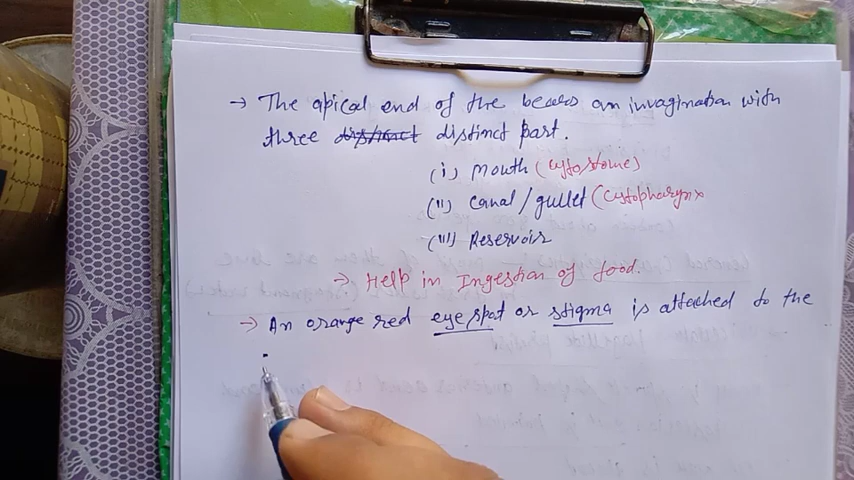 → The apical end of the bears an invagination with
three distinct distinct part.
(i) Mouth (cytostome)
(ii) Canal/gullet (Cytopharynx
(iii) Reservoir
→ Help in Ingestion of food.
→ An orange red eye spot or stigma is attached to the